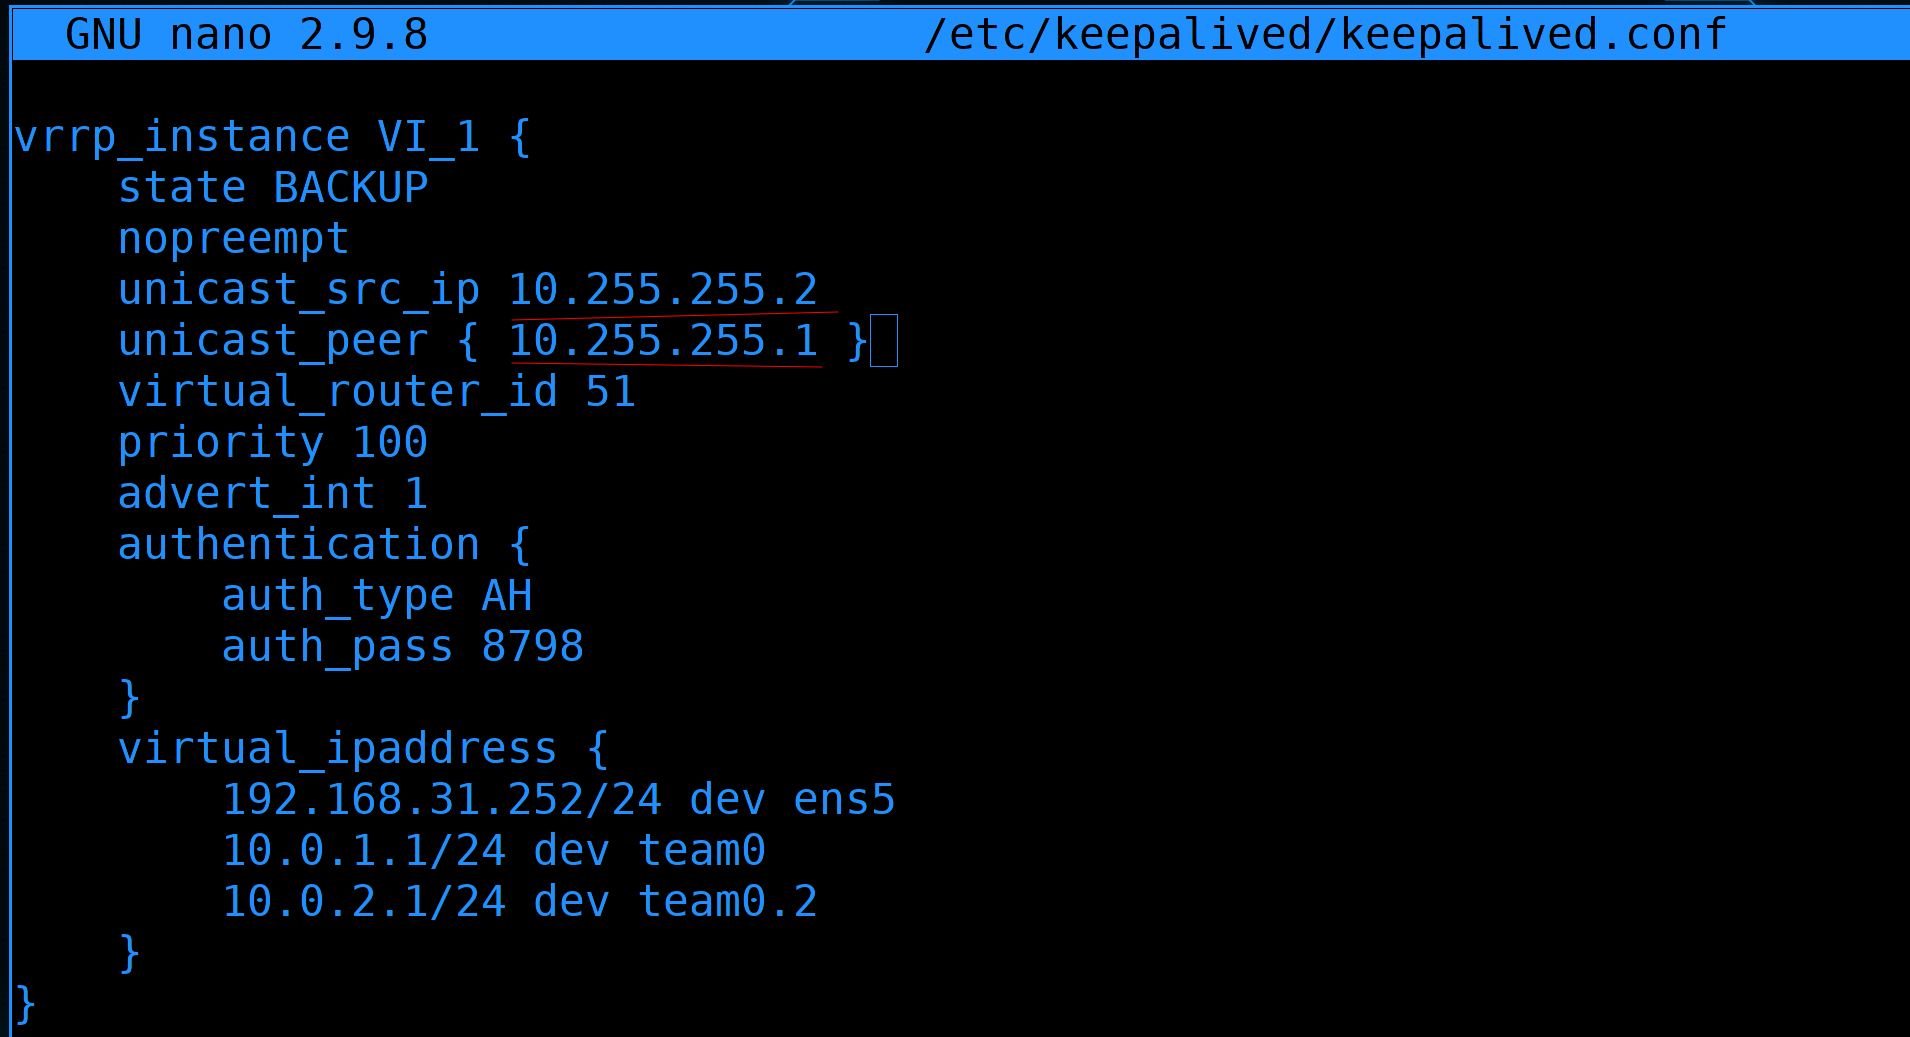 GNU nano 2.9.8 /etc/keepalived/keepalived.conf
vrrp_instance VI_1 {
state BACKUP
nopreempt
unicast_src_ip 10.255.255.2
unicast_peer { 10.255.255.1 }
virtual_router_id 51
priority 100
advert_int 1
authentication {
auth_type AH
auth_pass 8798
}
virtual_ipaddress {
192.168.31.252/24 dev ens5
10.0.1.1/24 dev team0
10.0.2.1/24 dev team0.2
}
}